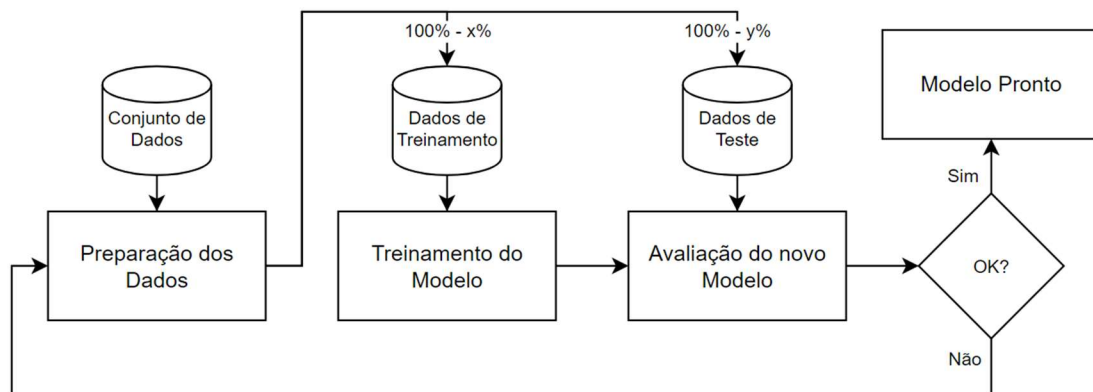 100% - x%
100% - y%
Conjunto de
Dados
Dados de
Treinamento
Dados de
Teste
Modelo Pronto
Sim
Preparação dos
Dados
Treinamento do
Modelo
Avaliação do novo
Modelo
OK?
Não